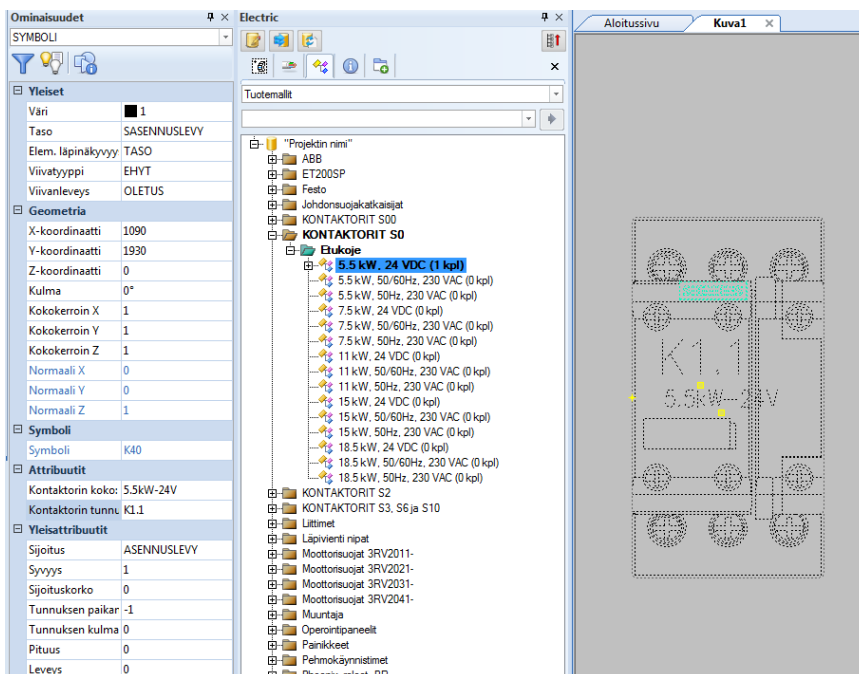 Ominaisuudet
SYMBOLI
Yleiset
Väri 1
Taso SASENNUSLEVY
Elem. läpinäkyvyy TASO
Viivatyyppi EHYT
Viivanleveys OLETUS
Geometria
X-koordinaatti 1090
Y-koordinaatti 1930
Z-koordinaatti 0
Kulma 0°
Kokokerroin X 1
Kokokerroin Y 1
Kokokerroin Z 1
Normaali X 0
Normaali Y 0
Normaali Z 1
Symboli
Symboli K40
Attribuutit
Kontaktorin koko: 5.5kW-24V
Kontaktorin tunnu K1.1
Yleisattribuutit
Sijoitus ASENNUSLEVY
Syvyys 1
Sijoituskorko 0
Tunnuksen paikar -1
Tunnuksen kulma 0
Pituus 0
Leveys 0
Electric
Tuotemallit
"Projektin nimi"
ABB
ET200SP
Festo
Johdonsuojakatkaisijat
KONTAKTORIT S00
KONTAKTORIT S0
Etukoje
5.5 kW, 24 VDC (1 kpl)
5.5 kW, 50/60Hz, 230 VAC (0 kpl)
5.5 kW, 50Hz, 230 VAC (0 kpl)
7.5 kW, 24 VDC (0 kpl)
7.5 kW, 50/60Hz, 230 VAC (0 kpl)
7.5 kW, 50Hz, 230 VAC (0 kpl)
11 kW, 24 VDC (0 kpl)
11 kW, 50/60Hz, 230 VAC (0 kpl)
11 kW, 50Hz, 230 VAC (0 kpl)
15 kW, 24 VDC (0 kpl)
15 kW, 50/60Hz, 230 VAC (0 kpl)
15 kW, 50Hz, 230 VAC (0 kpl)
18.5 kW, 24 VDC (0 kpl)
18.5 kW, 50/60Hz, 230 VAC (0 kpl)
18.5 kW, 50Hz, 230 VAC (0 kpl)
KONTAKTORIT S2
KONTAKTORIT S3, S6 ja S10
Liittimet
Läpivienti nipat
Moottorisuojat 3RV2011-
Moottorisuojat 3RV2021-
Moottorisuojat 3RV2031-
Moottorisuojat 3RV2041-
Muuntaja
Operointipaneelit
Painikkeet
Pehmokäynnistimet
Aloitussivu
Kuva1
K1.1
5.5kW-24V